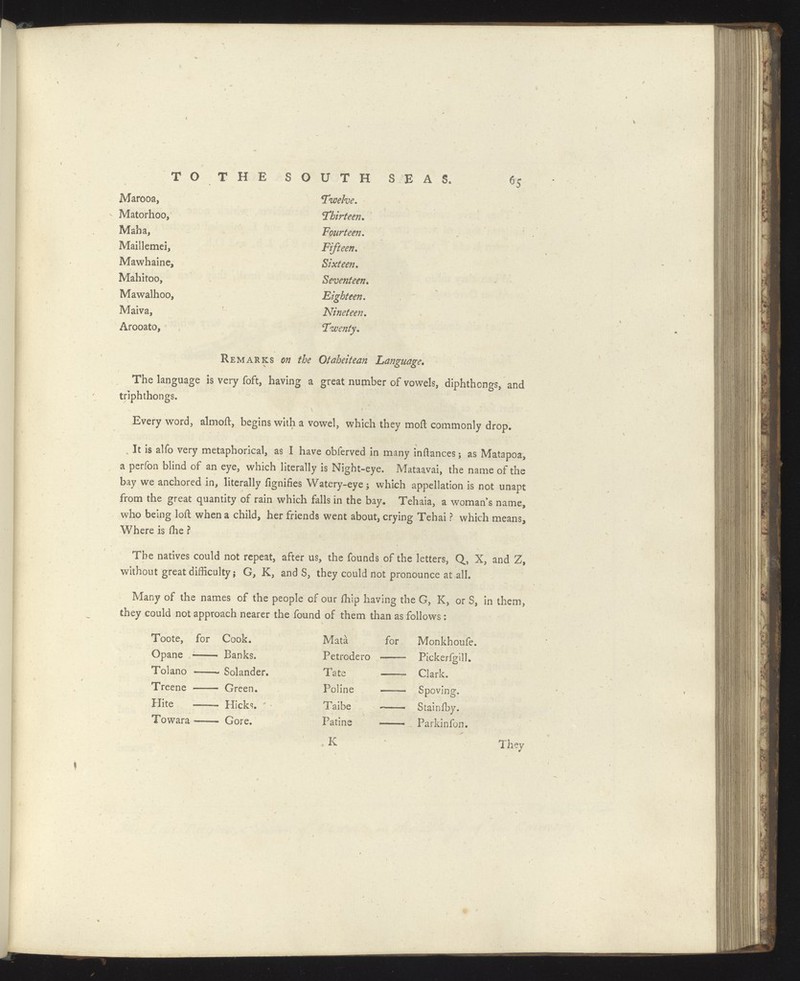 TO THE SOUTH SEAS. 65
Marooa, Twelve.
Matorhoo, Thirteen.
Maha, Fourteen.
Maillemei, Fifteen.
Mawhaine, Sixteen.
Mahitoo, Seventeen.
Mawalhoo, Eighteen.
Maiva, Nineteen.
Arooato, Twenty.
REMARKS on the Otaheitean Language.
The language is very ſoft, having a great number of vowels, diphthongs, and
triphthongs.
Every word, almoſt, begins with a vowel, which they moſt commonly drop.
It is alſo very metaphorical, as I have obſerved in many inſtances; as Matapoa,
a perſon blind of an eye, which literally is Night-eye. Mataavai, the name of the
bay we anchored in, literally ſignifies Watery-eye; which appellation is not unapt
from the great quantity of rain which falls in the bay. Tehaia, a woman's name,
who being loſt when a child, her friends went about, crying Tehai? which means,
Where is ſhe?
The natives could not repeat, after us, the ſounds of the letters, Q, X, and Z,
without great difficulty; G, K, and S, they could not pronounce at all.
Many of the names of the people of our ſhip having the G, K, or S, in them,
they could not approach nearer the ſound of them than as follows:
Toote, for Cook. Matà for Monkhouſe.
Opane —— Banks. Petrodero —— Pickerſgill.
Tolano —— Solander. Tate —— Clark.
Treene —— Green. Poline —— Spoving.
Hite —— Hicks. Taibe —— Stainſby.
Towara —— Gore. Patine —— Parkinſon.
K They